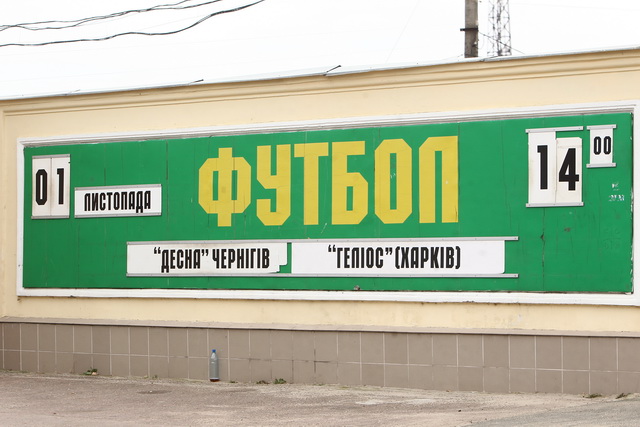 01 ЛИСТОПАДА ФУТБОЛ 14 00
"ДЕСНА" ЧЕРНІГІВ "ГЕЛІОС" (ХАРКІВ)